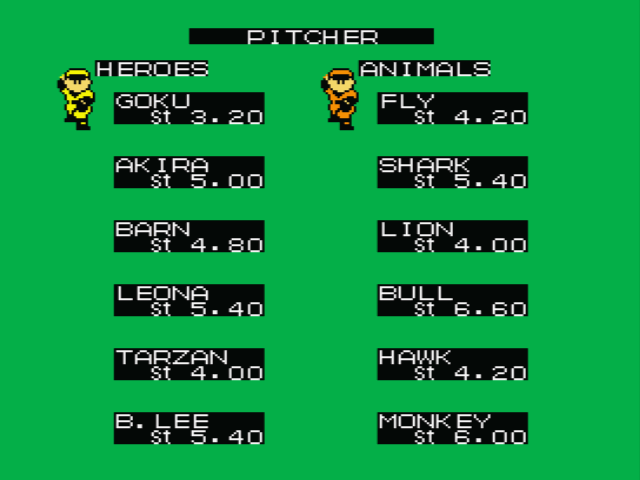 PITCHER
HEROES
GOKU
St 3.20
AKIRA
St 5.00
BARN
St 4.80
LEONA
St 5.40
TARZAN
St 4.00
B.LEE
St 5.40
ANIMALS
FLY
St 4.20
SHARK
St 5.40
LION
St 4.00
BULL
St 6.60
HAWK
St 4.20
MONKEY
St 6.00